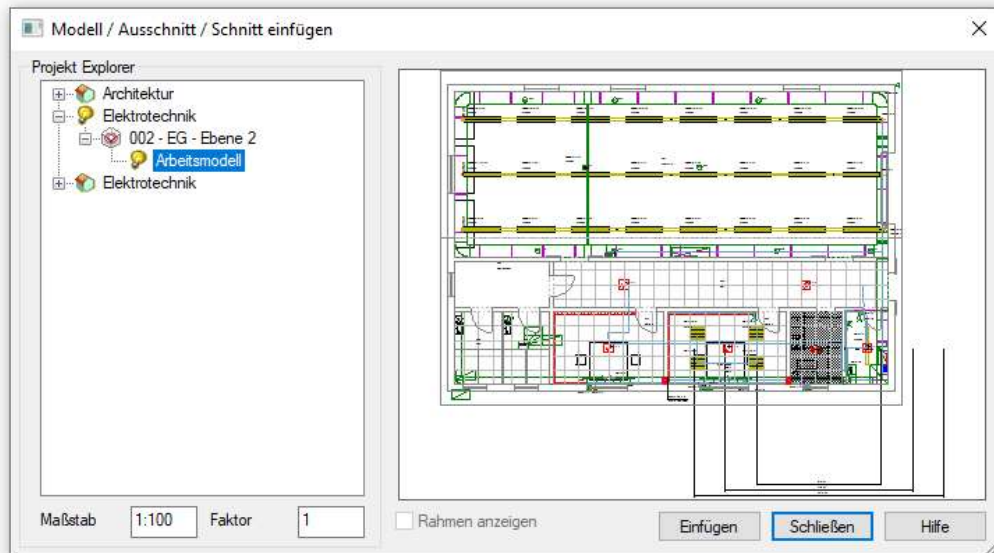 Modell / Ausschnitt / Schnitt einfügen
Projekt Explorer
Architektur
Elektrotechnik
002 - EG - Ebene 2
Arbeitsmodell
Elektrotechnik
Maßstab 1:100 Faktor 1
Rahmen anzeigen Einfügen Schließen Hilfe